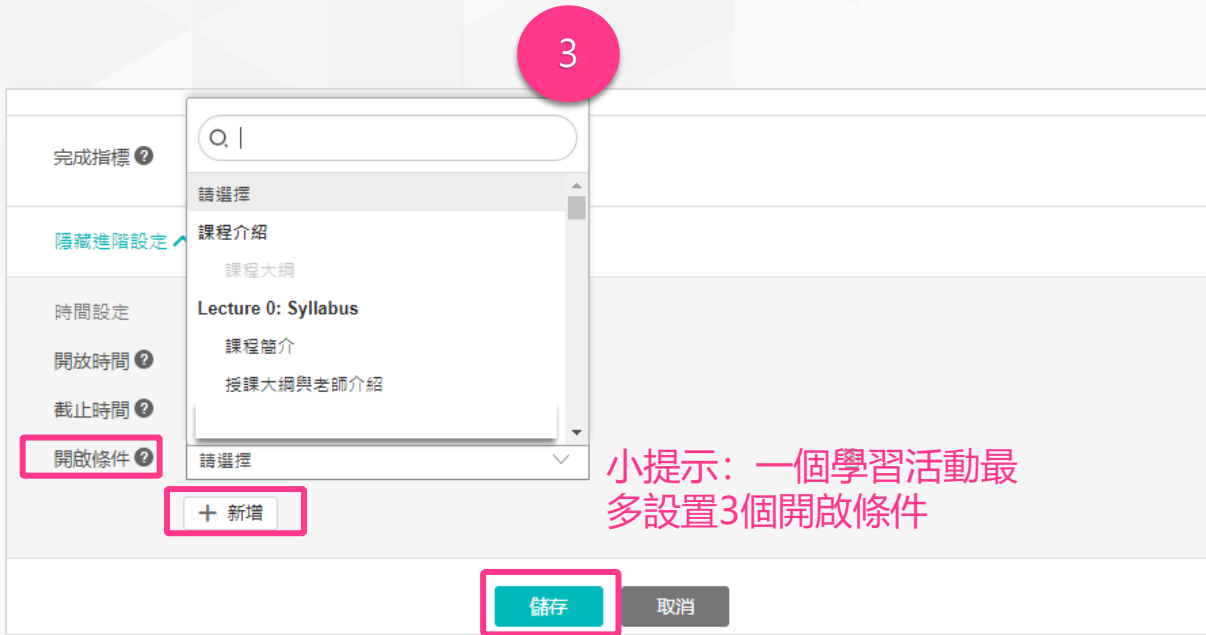 3
完成指標
請選擇
隱藏進階設定
課程介紹
課程大綱
時間設定
Lecture 0: Syllabus
課程簡介
開放時間
授課大綱與老師介紹
截止時間
開啟條件
請選擇
小提示：一個學習活動最
多設置3個開啟條件
+ 新增
儲存
取消